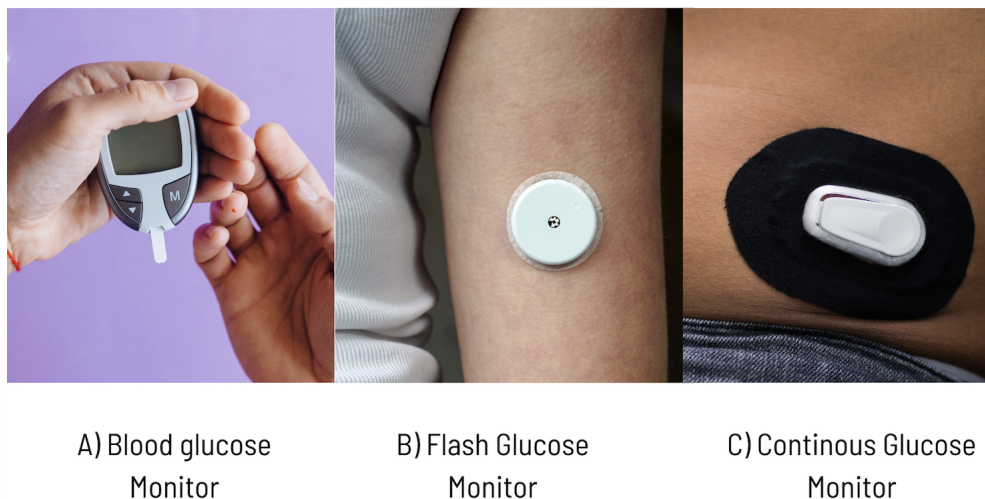 M
A) Blood glucose
Monitor
B) Flash Glucose
Monitor
C) Continous Glucose
Monitor